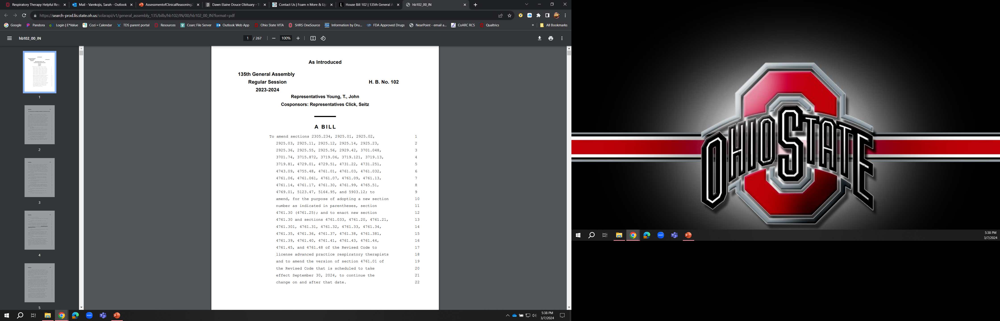 Respiratory Therapy Helpful Res
Mail - Varekojis, Sarah - Outlook
AssessmentofClinicalReasoning2
Dawn Elaine Douce Obituary - Th
Contact Us | Foam n More & Up
House Bill 102 | 135th General A
hb102_00_IN
https://search-prod.lis.state.oh.us/solarapi/v1/general_assembly_135/bills/hb102/IN/00/hb102_00_IN?format=pdf
Google
Pandora
Login | E*Value
Cozi • Calendar
TDS parent portal
Resources
Coarc File Server
Outlook Web App
Ohio State VITA
SHRS OneSource
Information by Dru...
FDA Approved Drugs
NearPoint - email a...
CoARC RCS
Qualtrics
»
All Bookmarks
hb102_00_IN
1 / 267
100%
1
2
3
4
5
As Introduced
135th General Assembly
Regular Session
H. B. No. 102
2023-2024
Representatives Young, T., John
Cosponsors: Representatives Click, Seitz
A BILL
To amend sections 2305.234, 2925.01, 2925.02, 1
2925.03, 2925.11, 2925.12, 2925.14, 2925.23, 2
2925.36, 2925.55, 2925.56, 2929.42, 3701.048, 3
3701.74, 3715.872, 3719.06, 3719.121, 3719.13, 4
3719.81, 4729.01, 4729.51, 4731.22, 4731.251, 5
4743.09, 4755.48, 4761.01, 4761.03, 4761.032, 6
4761.06, 4761.061, 4761.07, 4761.09, 4761.13, 7
4761.14, 4761.17, 4761.30, 4761.99, 4765.51, 8
4769.01, 5123.47, 5164.95, and 5903.12; to 9
amend, for the purpose of adopting a new section 10
number as indicated in parentheses, section 11
4761.30 (4761.25); and to enact new section 12
4761.30 and sections 4761.033, 4761.20, 4761.21, 13
4761.301, 4761.31, 4761.32, 4761.33, 4761.34, 14
4761.35, 4761.36, 4761.37, 4761.38, 4761.381, 15
4761.39, 4761.40, 4761.41, 4761.43, 4761.44, 16
4761.45, and 4761.48 of the Revised Code to 17
license advanced practice respiratory therapists 18
and to amend the version of section 4761.01 of 19
the Revised Code that is scheduled to take 20
effect September 30, 2024, to continue the 21
change on and after that date. 22
5:38 PM
3/7/2024
OHIO STATE
5:38 PM
3/7/2024